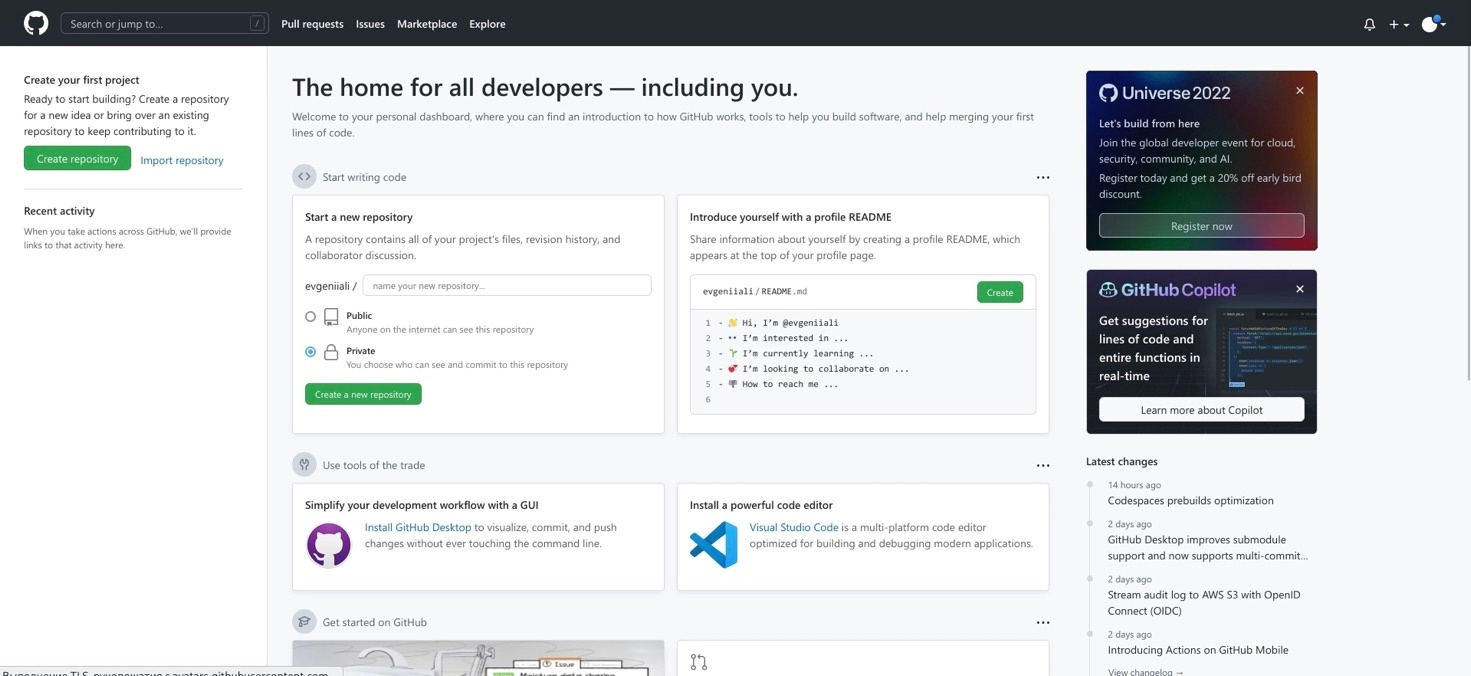 Search or jump to...
/
Pull requests
Issues
Marketplace
Explore
Create your first project
Ready to start building? Create a repository
for a new idea or bring over an existing
repository to keep contributing to it.
Create repository
Import repository
Recent activity
When you take actions across GitHub, we'll provide
links to that activity here.
The home for all developers — including you.
Welcome to your personal dashboard, where you can find an introduction to how GitHub works, tools to help you build software, and help merging your first
lines of code.
Start writing code
Start a new repository
A repository contains all of your project's files, revision history, and
collaborator discussion.
evgeniiali /
name your new repository...
Public
Anyone on the internet can see this repository
Private
You choose who can see and commit to this repository
Create a new repository
Introduce yourself with a profile README
Share information about yourself by creating a profile README, which
appears at the top of your profile page.
evgeniiali / README.md
Create
1 - 👋 Hi, I'm @evgeniiali
2 - 👀 I'm interested in ...
3 - 🌱 I'm currently learning ...
4 - 💞️ I'm looking to collaborate on ...
5 - 📫 How to reach me ...
6
Use tools of the trade
Simplify your development workflow with a GUI
Install GitHub Desktop to visualize, commit, and push
changes without ever touching the command line.
Install a powerful code editor
Visual Studio Code is a multi-platform code editor
optimized for building and debugging modern applications.
Get started on GitHub
Issue
Universe 2022
Let's build from here
Join the global developer event for cloud,
security, community, and AI.
Register today and get a 20% off early bird
discount.
Register now
GitHub Copilot
Get suggestions for
lines of code and
entire functions in
real-time
Learn more about Copilot
Latest changes
14 hours ago
Codespaces prebuilds optimization
2 days ago
GitHub Desktop improves submodule
support and now supports multi-commit...
2 days ago
Stream audit log to AWS S3 with OpenID
Connect (OIDC)
2 days ago
Introducing Actions on GitHub Mobile
View changelog →
Выполнение TLS-рукопожатия с avatars.githubusercontent.com...